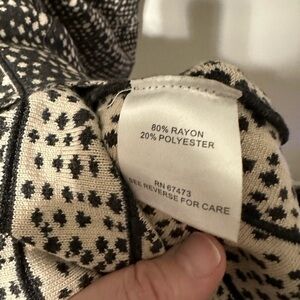 80% RAYON
20% POLYESTER
RN 67473
SEE REVERSE FOR CARE